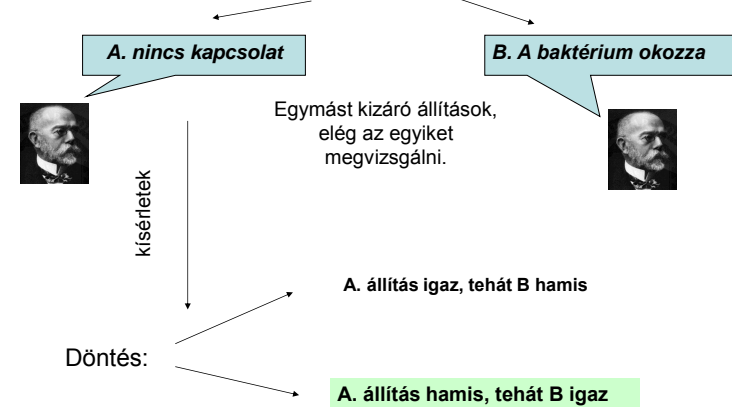 A. nincs kapcsolat
B. A baktérium okozza
Egymást kizáró állítások,
elég az egyiket
megvizsgálni.
kísérletek
A. állítás igaz, tehát B hamis
Döntés:
A. állítás hamis, tehát B igaz